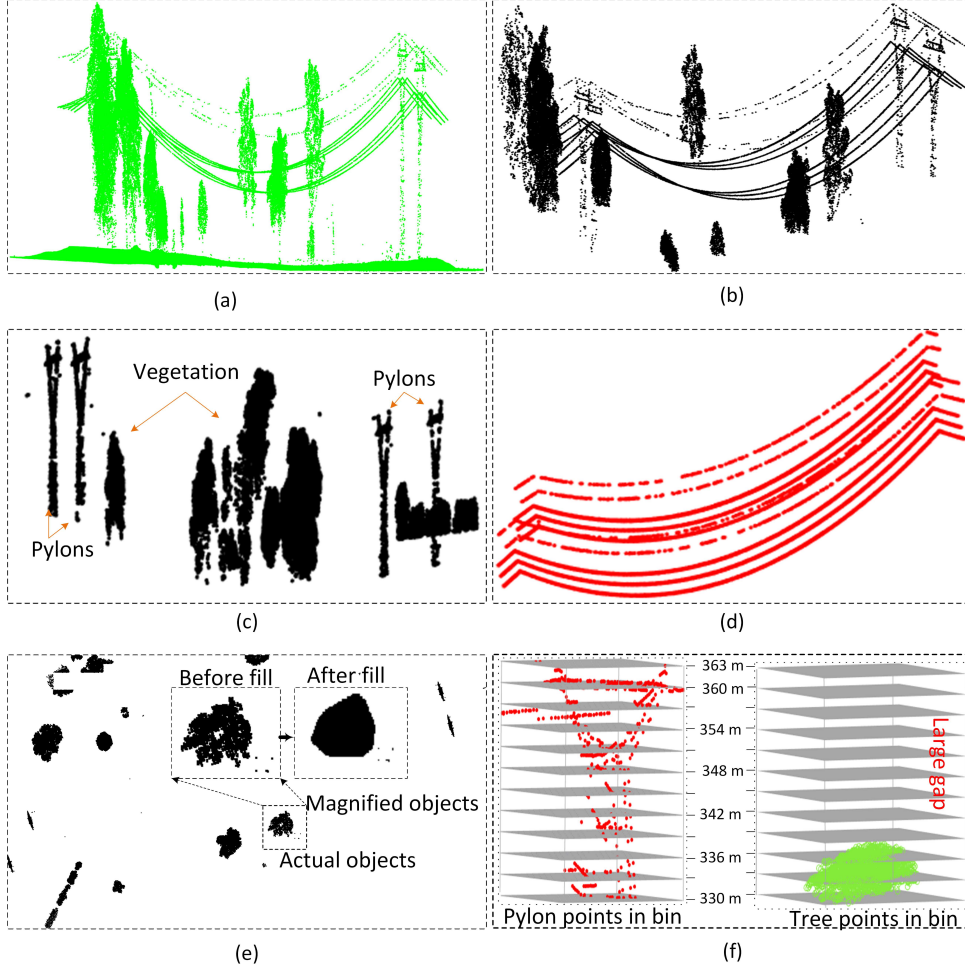 (a)
(b)
Vegetation
Pylons
Pylons
(c)
(d)
Before fill
After fill
Magnified objects
Actual objects
(e)
363 m
360 m
354 m
348 m
342 m
336 m
330 m
Large gap
Pylon points in bin
Tree points in bin
(f)